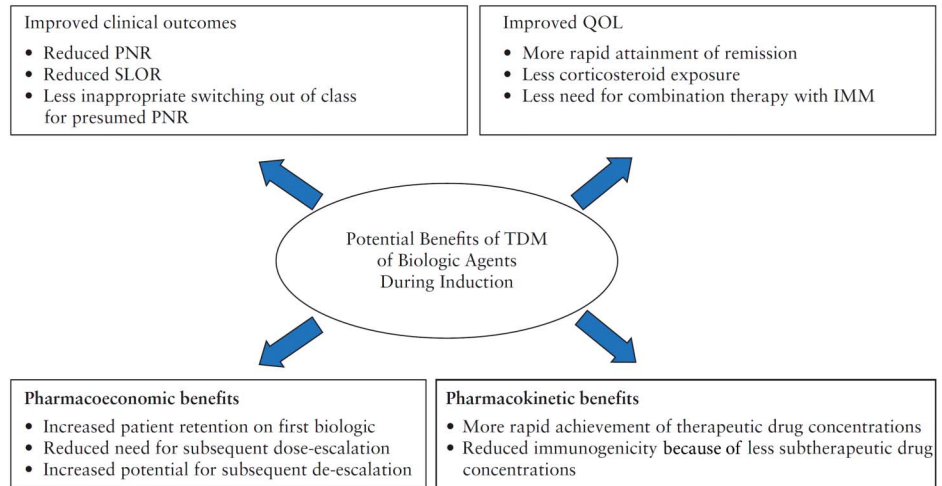 Improved clinical outcomes
• Reduced PNR
• Reduced SLOR
• Less inappropriate switching out of class
for presumed PNR
Improved QOL
• More rapid attainment of remission
• Less corticosteroid exposure
• Less need for combination therapy with IMM
Potential Benefits of TDM
of Biologic Agents
During Induction
Pharmacoeconomic benefits
• Increased patient retention on first biologic
• Reduced need for subsequent dose-escalation
• Increased potential for subsequent de-escalation
Pharmacokinetic benefits
• More rapid achievement of therapeutic drug concentrations
• Reduced immunogenicity because of less subtherapeutic drug
concentrations